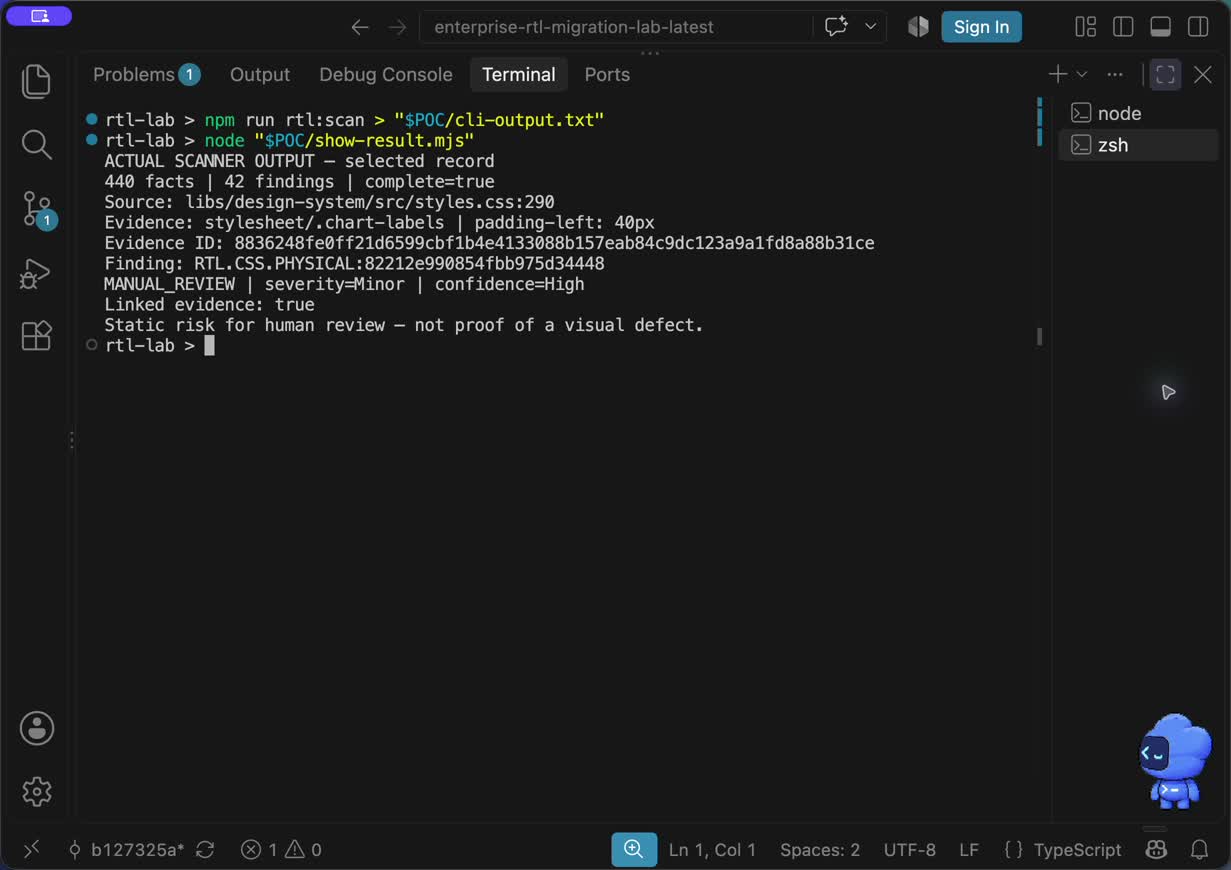 enterprise-rtl-migration-lab-latest
Sign In
Problems 1 Output Debug Console Terminal Ports
rtl-lab > npm run rtl:scan > "$POC/cli-output.txt"
rtl-lab > node "$POC/show-result.mjs"
ACTUAL SCANNER OUTPUT — selected record
440 facts | 42 findings | complete=true
Source: libs/design-system/src/styles.css:290
Evidence: stylesheet/.chart-labels | padding-left: 40px
Evidence ID: 8836248fe0ff21d6599cbf1b4e4133088b157eab84c9dc123a9a1fd8a88b31ce
Finding: RTL.CSS.PHYSICAL:82212e990854fbb975d34448
MANUAL_REVIEW | severity=Minor | confidence=High
Linked evidence: true
Static risk for human review — not proof of a visual defect.
rtl-lab >
node
zsh
1
b127325a* 1 0 Ln 1, Col 1 Spaces: 2 UTF-8 LF { } TypeScript